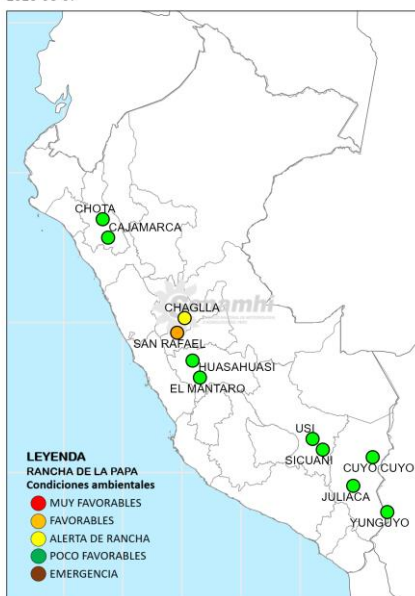 CHOTA
CAJAMARCA
CHAGLLA
SAN RAFAEL
HUASAHUASI
EL MANTARO
USI
SICUANI
CUYO CUYO
JULIACA
YUNGUYO
LEYENDA
RANCHA DE LA PAPA
Condiciones ambientales
MUY FAVORABLES
FAVORABLES
ALERTA DE RANCHA
POCO FAVORABLES
EMERGENCIA